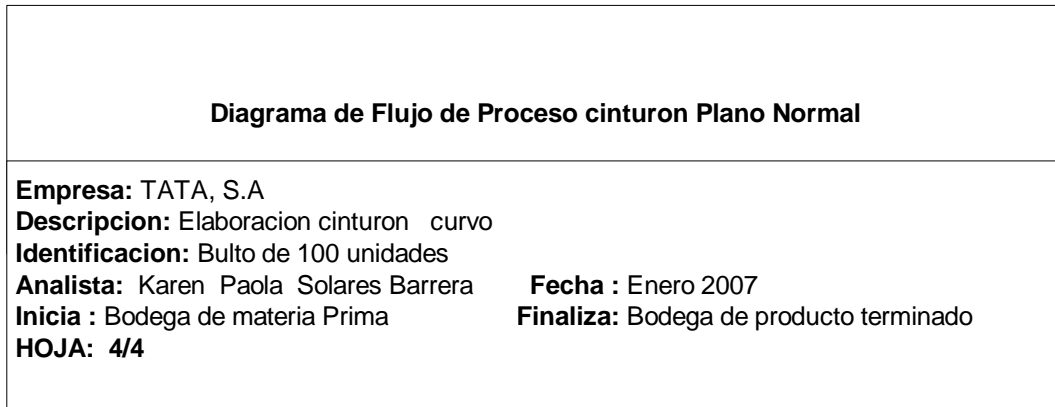 Diagrama de Flujo de Proceso cinturon Plano Normal
Empresa: TATA, S.A
Descripcion: Elaboracion cinturon curvo
Identificacion: Bulto de 100 unidades
Analista: Karen Paola Solares Barrera Fecha : Enero 2007
Inicia : Bodega de materia Prima Finaliza: Bodega de producto terminado
HOJA: 4/4